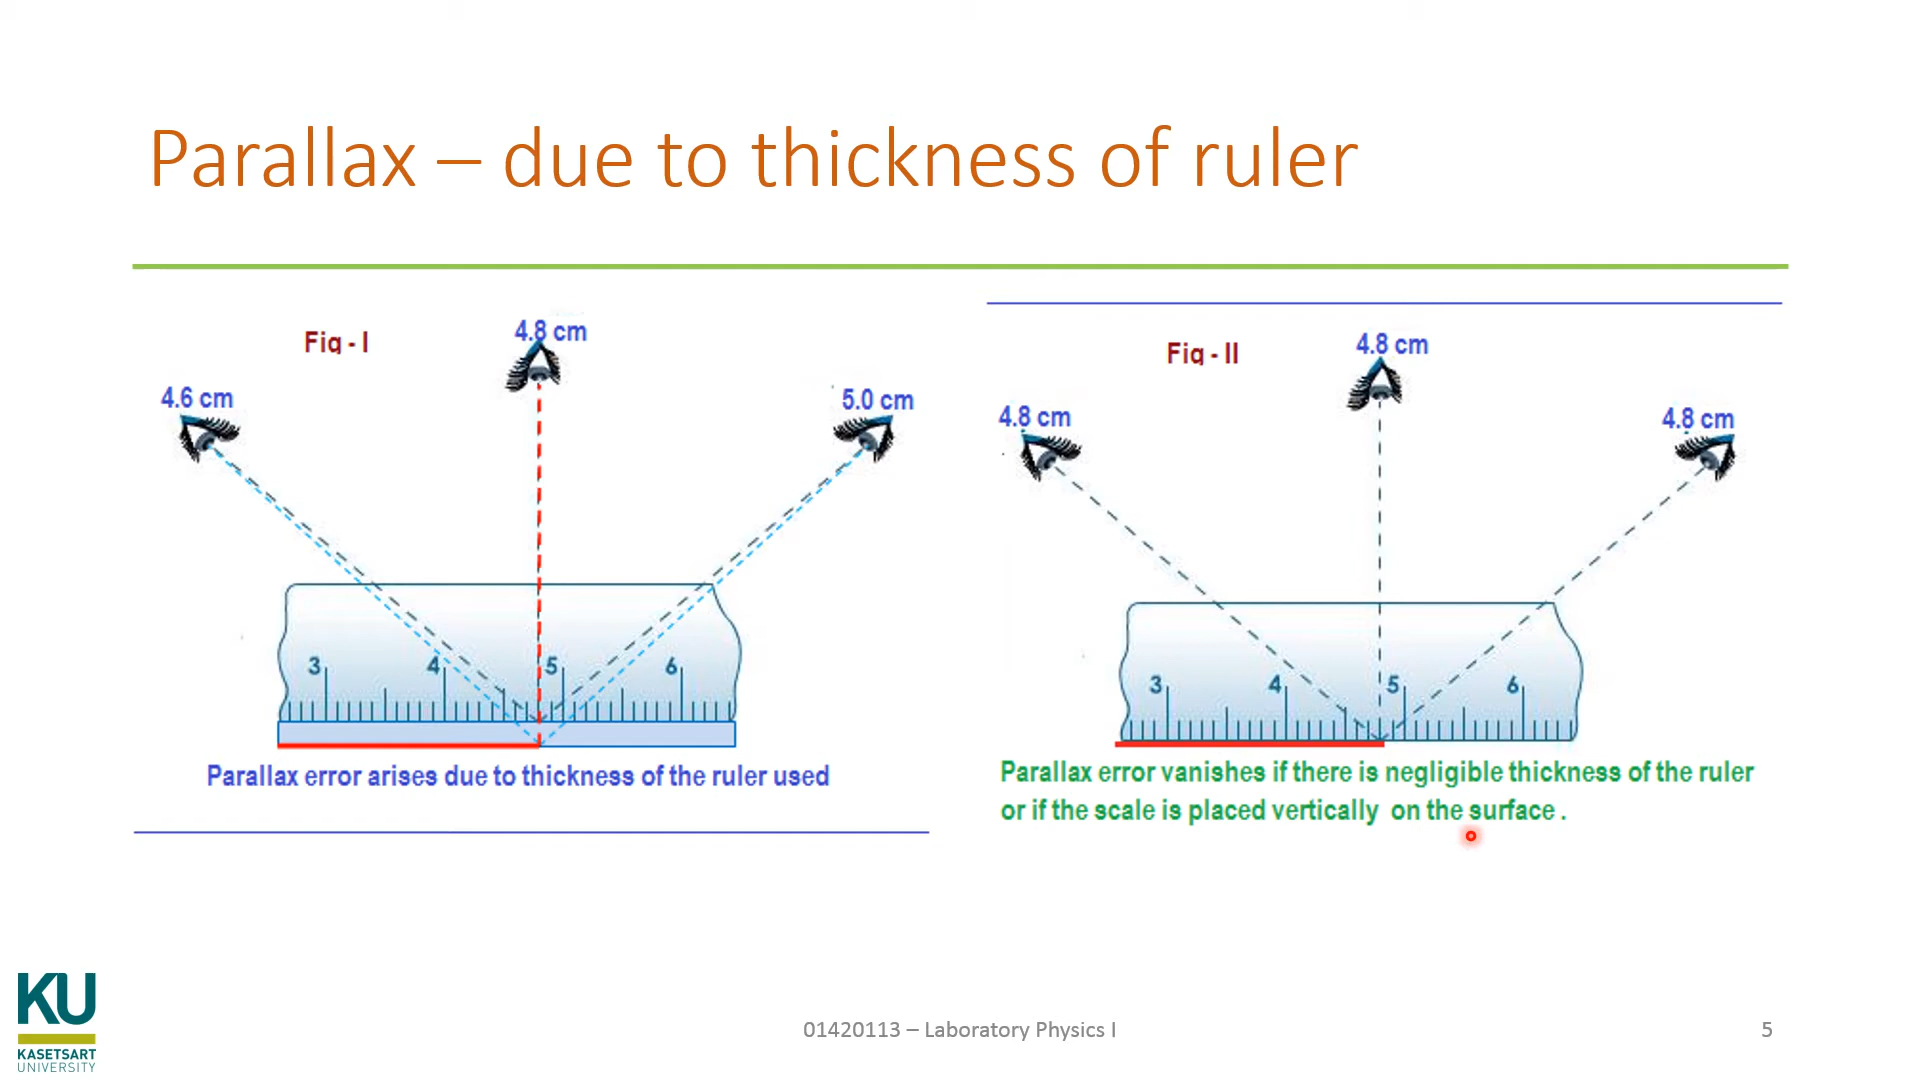 Parallax – due to thickness of ruler
Fig - I
4.8 cm
4.6 cm
5.0 cm
3 4 5 6
Parallax error arises due to thickness of the ruler used
Fig - II
4.8 cm
4.8 cm
4.8 cm
3 4 5 6
Parallax error vanishes if there is negligible thickness of the ruler
or if the scale is placed vertically on the surface .
KU
KASETSART
UNIVERSITY
01420113 – Laboratory Physics I
5